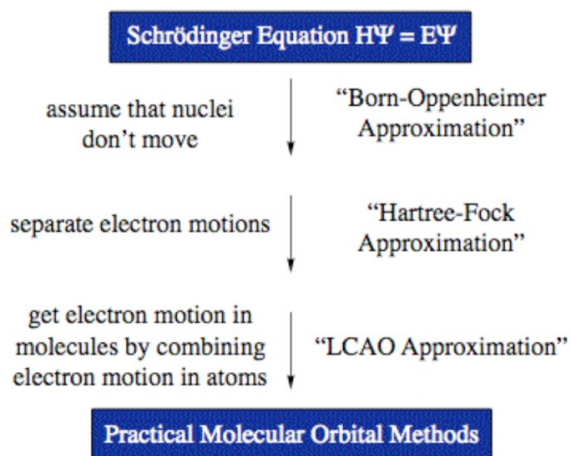 Schrödinger Equation HΨ = EΨ
assume that nuclei
don't move
“Born-Oppenheimer
Approximation”
separate electron motions
“Hartree-Fock
Approximation”
get electron motion in
molecules by combining
electron motion in atoms
“LCAO Approximation”
Practical Molecular Orbital Methods